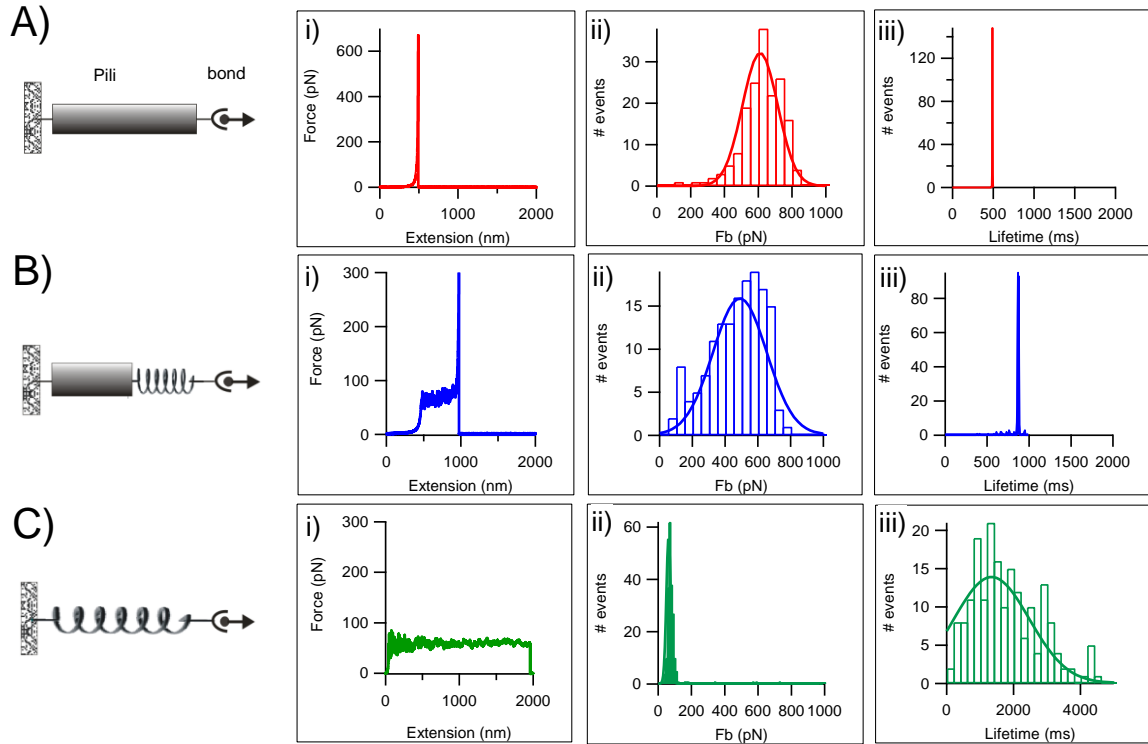 A)
Pili bond
i)
Force (pN)
600
400
200
0
0 1000 2000
Extension (nm)
ii)
# events
30
20
10
0
0 200 400 600 800 1000
Fb (pN)
iii)
# events
140
120
80
40
0
0 500 1000 1500 2000
Lifetime (ms)
B)
i)
Force (pN)
300
200
100
0
0 1000 2000
Extension (nm)
ii)
# events
15
10
5
0
0 200 400 600 800 1000
Fb (pN)
iii)
# events
80
60
40
20
0
0 500 1000 1500 2000
Lifetime (ms)
C)
i)
Force (pN)
300
200
100
0
0 1000 2000
Extension (nm)
ii)
# events
60
40
20
0
0 200 400 600 800 1000
Fb (pN)
iii)
# events
20
15
10
5
0
0 2000 4000
Lifetime (ms)